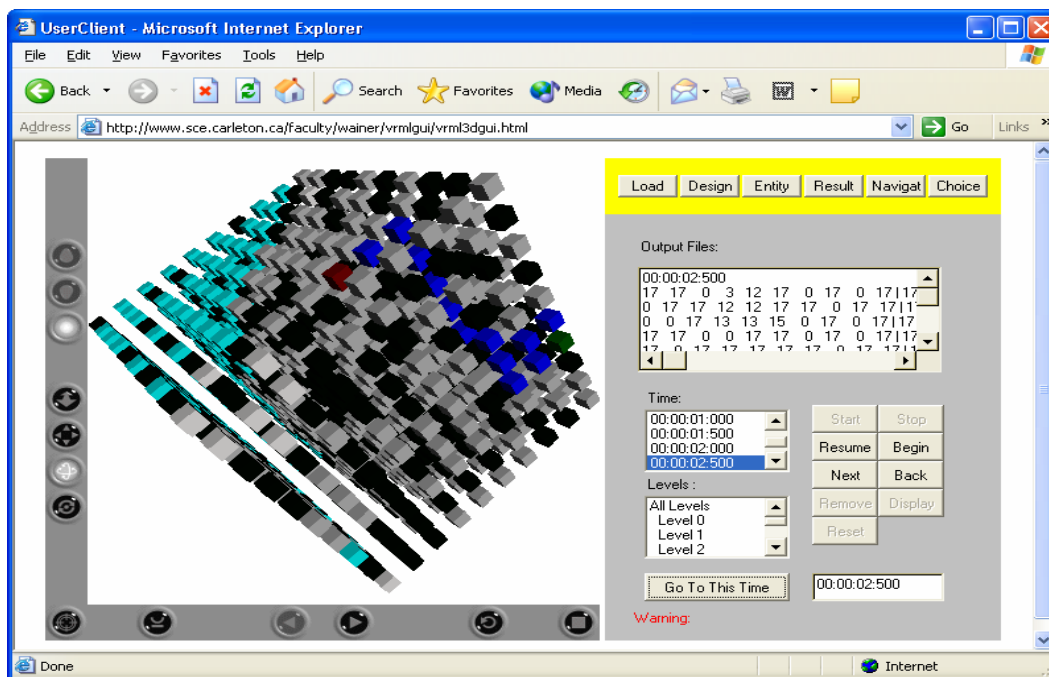 UserClient - Microsoft Internet Explorer
File Edit View Favorites Tools Help
Back Search Favorites Media
Address http://www.sce.carleton.ca/faculty/wainer/vrmlgui/vrml3dgui.html Go Links »
Load Design Entity Result Navigat Choice
Output Files:
00:00:02:500
17 17 0 3 12 17 0 17 0 17|17
0 17 17 12 12 17 17 0 17 17|1
0 0 17 13 13 15 0 17 0 17|17
17 17 0 0 17 17 0 17 17 17
Time:
00:00:01:000
00:00:01:500
00:00:02:000
00:00:02:500
Start Stop
Resume Begin
Next Back
Remove Display
Reset
Levels :
All Levels
Level 0
Level 1
Level 2
Go To This Time 00:00:02:500
Warning:
Done Internet